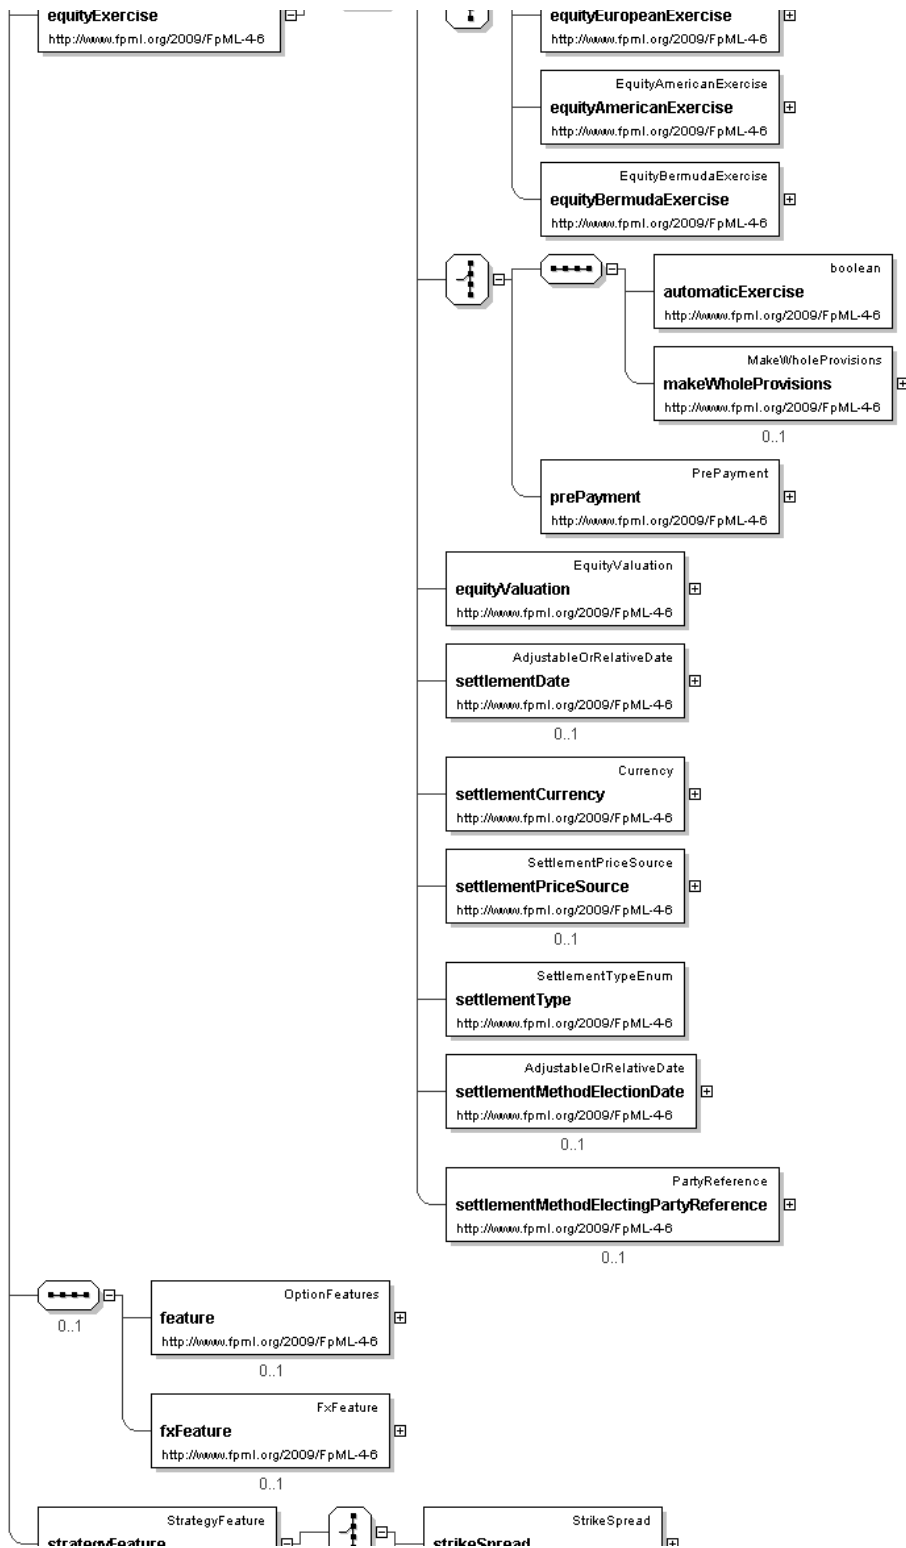 equityExercise
http://www.fpml.org/2009/FpML-4-6
equityEuropeanExercise
http://www.fpml.org/2009/FpML-4-6
EquityAmericanExercise
equityAmericanExercise
http://www.fpml.org/2009/FpML-4-6
EquityBermudaExercise
equityBermudaExercise
http://www.fpml.org/2009/FpML-4-6
boolean
automaticExercise
http://www.fpml.org/2009/FpML-4-6
MakeWholeProvisions
makeWholeProvisions
http://www.fpml.org/2009/FpML-4-6
0..1
PrePayment
prePayment
http://www.fpml.org/2009/FpML-4-6
EquityValuation
equityValuation
http://www.fpml.org/2009/FpML-4-6
AdjustableOrRelativeDate
settlementDate
http://www.fpml.org/2009/FpML-4-6
0..1
Currency
settlementCurrency
http://www.fpml.org/2009/FpML-4-6
SettlementPriceSource
settlementPriceSource
http://www.fpml.org/2009/FpML-4-6
0..1
SettlementTypeEnum
settlementType
http://www.fpml.org/2009/FpML-4-6
AdjustableOrRelativeDate
settlementMethodElectionDate
http://www.fpml.org/2009/FpML-4-6
0..1
PartyReference
settlementMethodElectingPartyReference
http://www.fpml.org/2009/FpML-4-6
0..1
0..1
OptionFeatures
feature
http://www.fpml.org/2009/FpML-4-6
0..1
FxFeature
fxFeature
http://www.fpml.org/2009/FpML-4-6
0..1
StrategyFeature
strategyFeature
StrikeSpread
strikeSpread